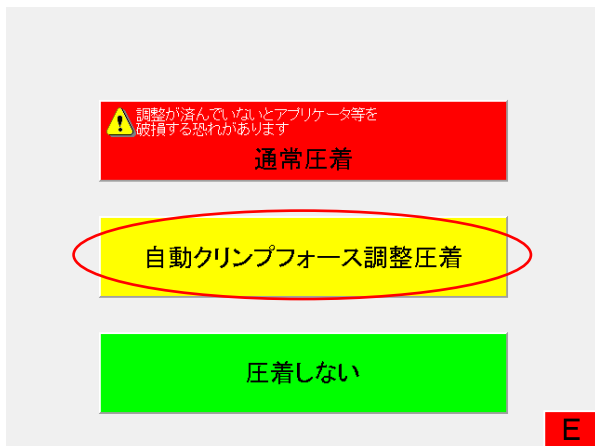 調整が済んでいないとアプリケータ等を
破損する恐れがあります
通常圧着
自動クリンプフォース調整圧着
圧着しない
E